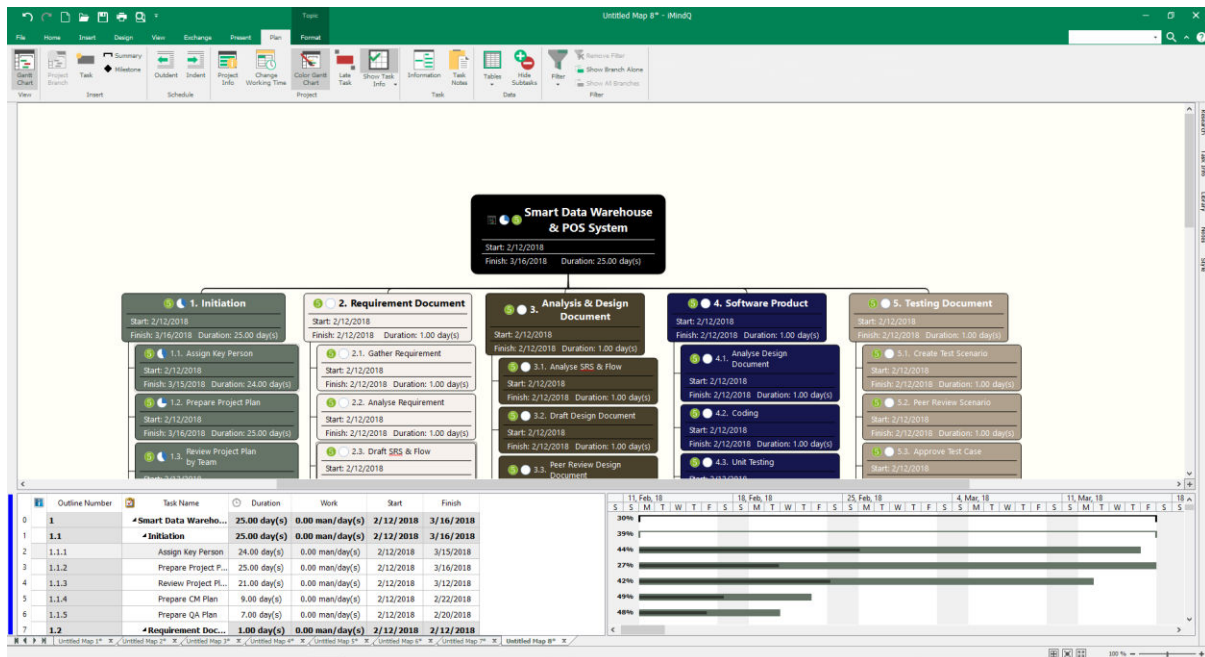 Topic
Untitled Map 8* - iMindQ
File Home Insert Design View Exchange Present Plan Format
Gantt Chart
Project Branch
Task
Summary
Milestone
Outdent
Indent
Project Info
Change Working Time
Color Gantt Chart
Late Task
Show Task Info
Information
Task Notes
Tables
Hide Subtasks
Filter
Remove Filter
Show Branch Alone
Show All Branches
View Insert Schedule Project Task Data Filter
Research
Task Info
Library
Notes
Style
Smart Data Warehouse
& POS System
Start: 2/12/2018
Finish: 3/16/2018 Duration: 25.00 day(s)
1. Initiation
Start: 2/12/2018
Finish: 3/16/2018 Duration: 25.00 day(s)
1.1. Assign Key Person
Start: 2/12/2018
Finish: 3/15/2018 Duration: 24.00 day(s)
1.2. Prepare Project Plan
Start: 2/12/2018
Finish: 3/16/2018 Duration: 25.00 day(s)
1.3. Review Project Plan
by Team
2. Requirement Document
Start: 2/12/2018
Finish: 2/12/2018 Duration: 1.00 day(s)
2.1. Gather Requirement
Start: 2/12/2018
Finish: 2/12/2018 Duration: 1.00 day(s)
2.2. Analyse Requirement
Start: 2/12/2018
Finish: 2/12/2018 Duration: 1.00 day(s)
2.3. Draft SRS & Flow
Start: 2/12/2018
3. Analysis & Design
Document
Start: 2/12/2018
Finish: 2/12/2018 Duration: 1.00 day(s)
3.1. Analyse SRS & Flow
Start: 2/12/2018
Finish: 2/12/2018 Duration: 1.00 day(s)
3.2. Draft Design Document
Start: 2/12/2018
Finish: 2/12/2018 Duration: 1.00 day(s)
3.3. Peer Review Design
Document
4. Software Product
Start: 2/12/2018
Finish: 2/12/2018 Duration: 1.00 day(s)
4.1. Analyse Design
Document
Start: 2/12/2018
Finish: 2/12/2018 Duration: 1.00 day(s)
4.2. Coding
Start: 2/12/2018
Finish: 2/12/2018 Duration: 1.00 day(s)
4.3. Unit Testing
5. Testing Document
Start: 2/12/2018
Finish: 2/12/2018 Duration: 1.00 day(s)
5.1. Create Test Scenario
Start: 2/12/2018
Finish: 2/12/2018 Duration: 1.00 day(s)
5.2. Peer Review Scenario
Start: 2/12/2018
Finish: 2/12/2018 Duration: 1.00 day(s)
5.3. Approve Test Case
Start: 2/12/2018
Outline Number Task Name Duration Work Start Finish
0 1 Smart Data Wareho... 25.00 day(s) 0.00 man/day(s) 2/12/2018 3/16/2018
1 1.1 Initiation 25.00 day(s) 0.00 man/day(s) 2/12/2018 3/16/2018
2 1.1.1 Assign Key Person 24.00 day(s) 0.00 man/day(s) 2/12/2018 3/15/2018
3 1.1.2 Prepare Project P... 25.00 day(s) 0.00 man/day(s) 2/12/2018 3/16/2018
4 1.1.3 Review Project Pl... 21.00 day(s) 0.00 man/day(s) 2/12/2018 3/12/2018
5 1.1.4 Prepare CM Plan 9.00 day(s) 0.00 man/day(s) 2/12/2018 2/22/2018
6 1.1.5 Prepare QA Plan 7.00 day(s) 0.00 man/day(s) 2/12/2018 2/20/2018
7 1.2 Requirement Doc... 1.00 day(s) 0.00 man/day(s) 2/12/2018 2/12/2018
11, Feb, 18 18, Feb, 18 25, Feb, 18 4, Mar, 18 11, Mar, 18 18
S S M T W T F S S M T W T F S S M T W T F S S M T W T F S S M T W T F S S
30%
39%
44%
27%
42%
49%
48%
Untitled Map 1* X Untitled Map 2* X Untitled Map 3* X Untitled Map 4* X Untitled Map 5* X Untitled Map 6* X Untitled Map 7* X Untitled Map 8* X
100 %